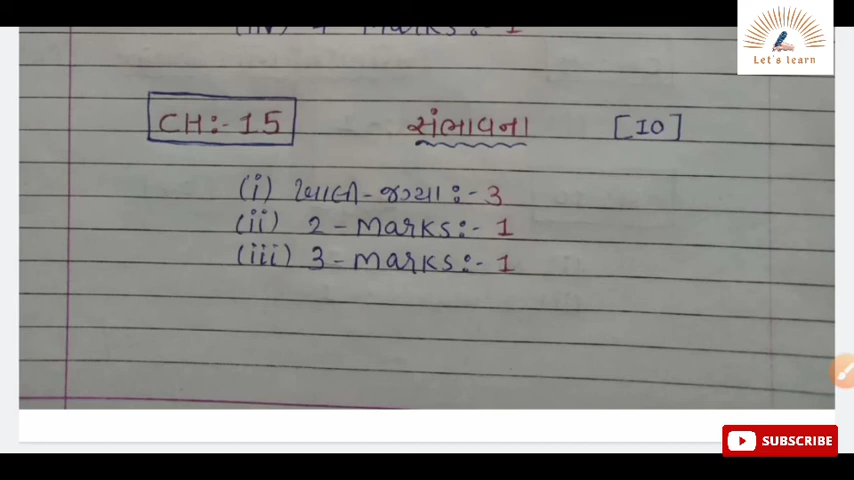 Let's learn
CH:- 15 સંભાવના [10]
(i) ખાલી-જગ્યા:- 3
(ii) 2 - Marks:- 1
(iii) 3 - Marks:- 1
SUBSCRIBE